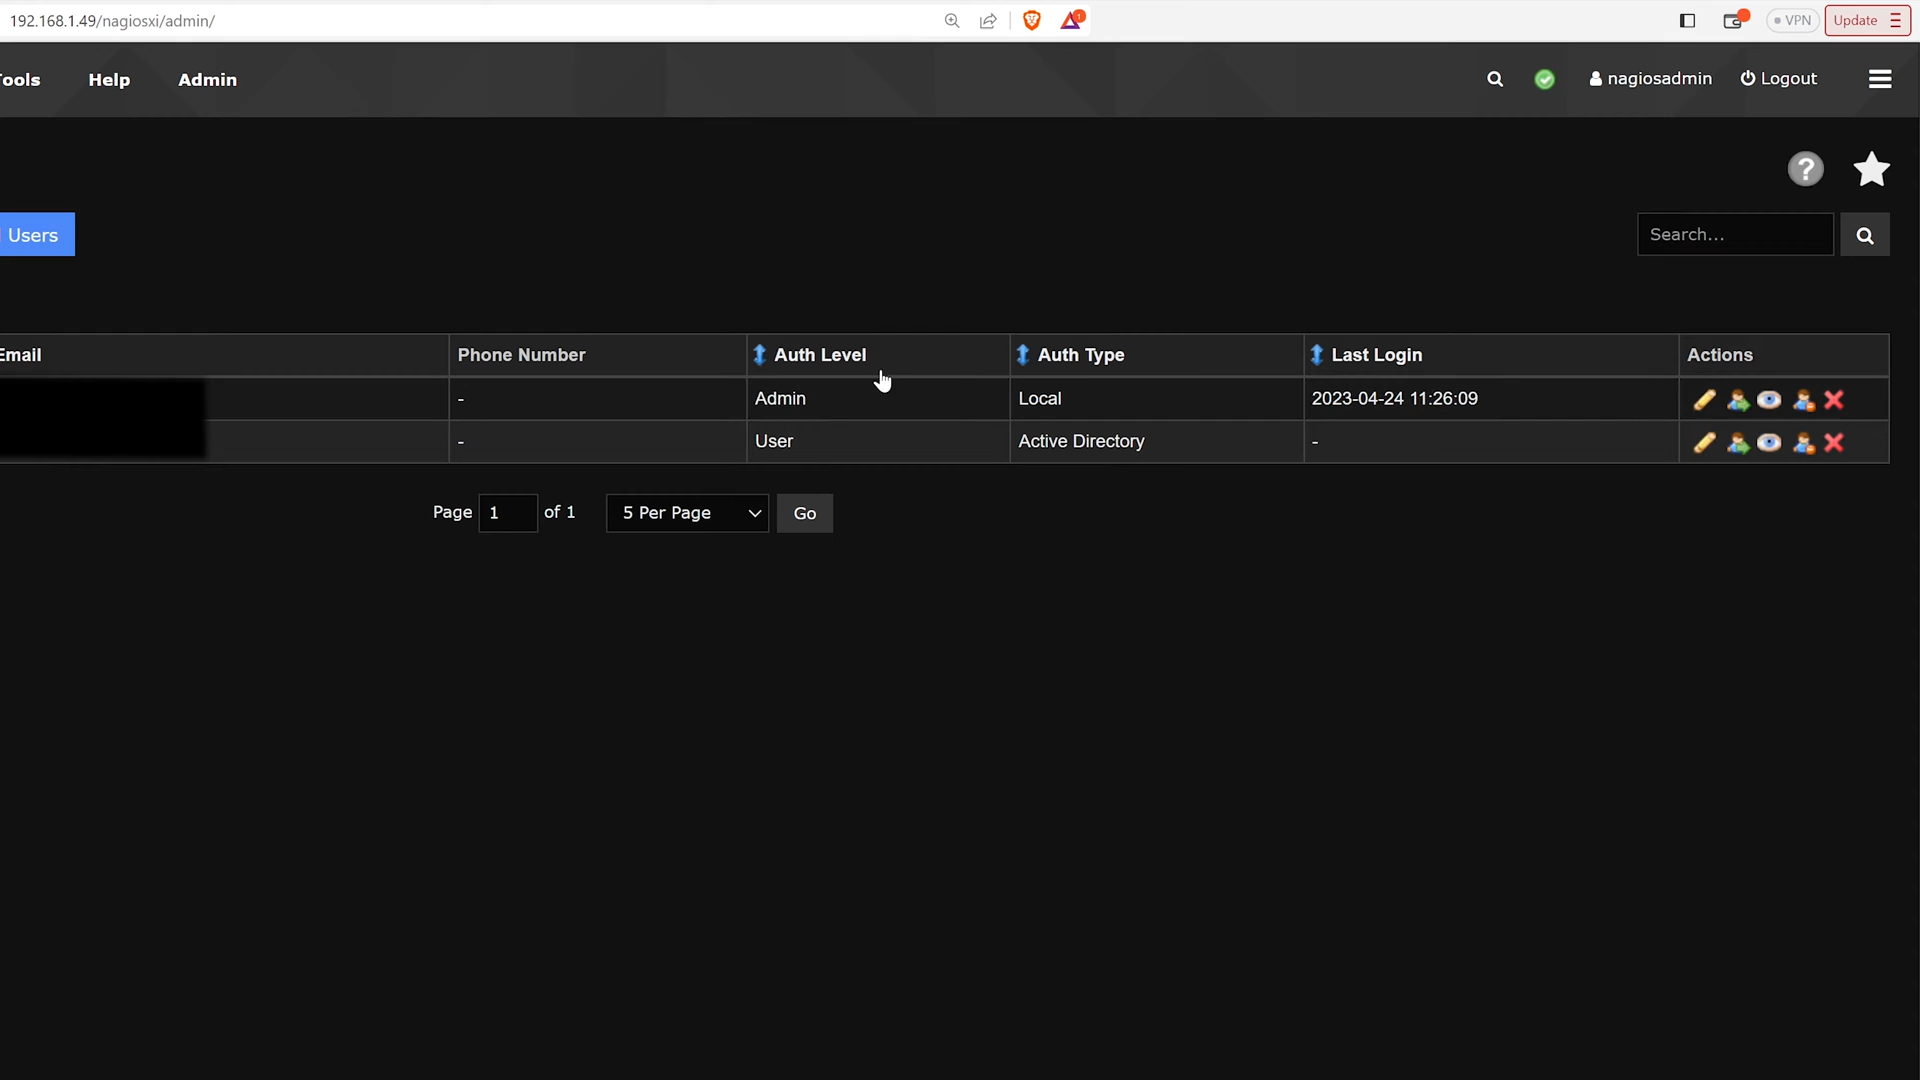 192.168.1.49/nagiosxi/admin/
1
VPN
Update
Tools
Help
Admin
nagiosadmin
Logout
?
Users
Search...
Email
Phone Number
Auth Level
Auth Type
Last Login
Actions
-
Admin
Local
2023-04-24 11:26:09
-
User
Active Directory
-
Page 1 of 1
5 Per Page
Go